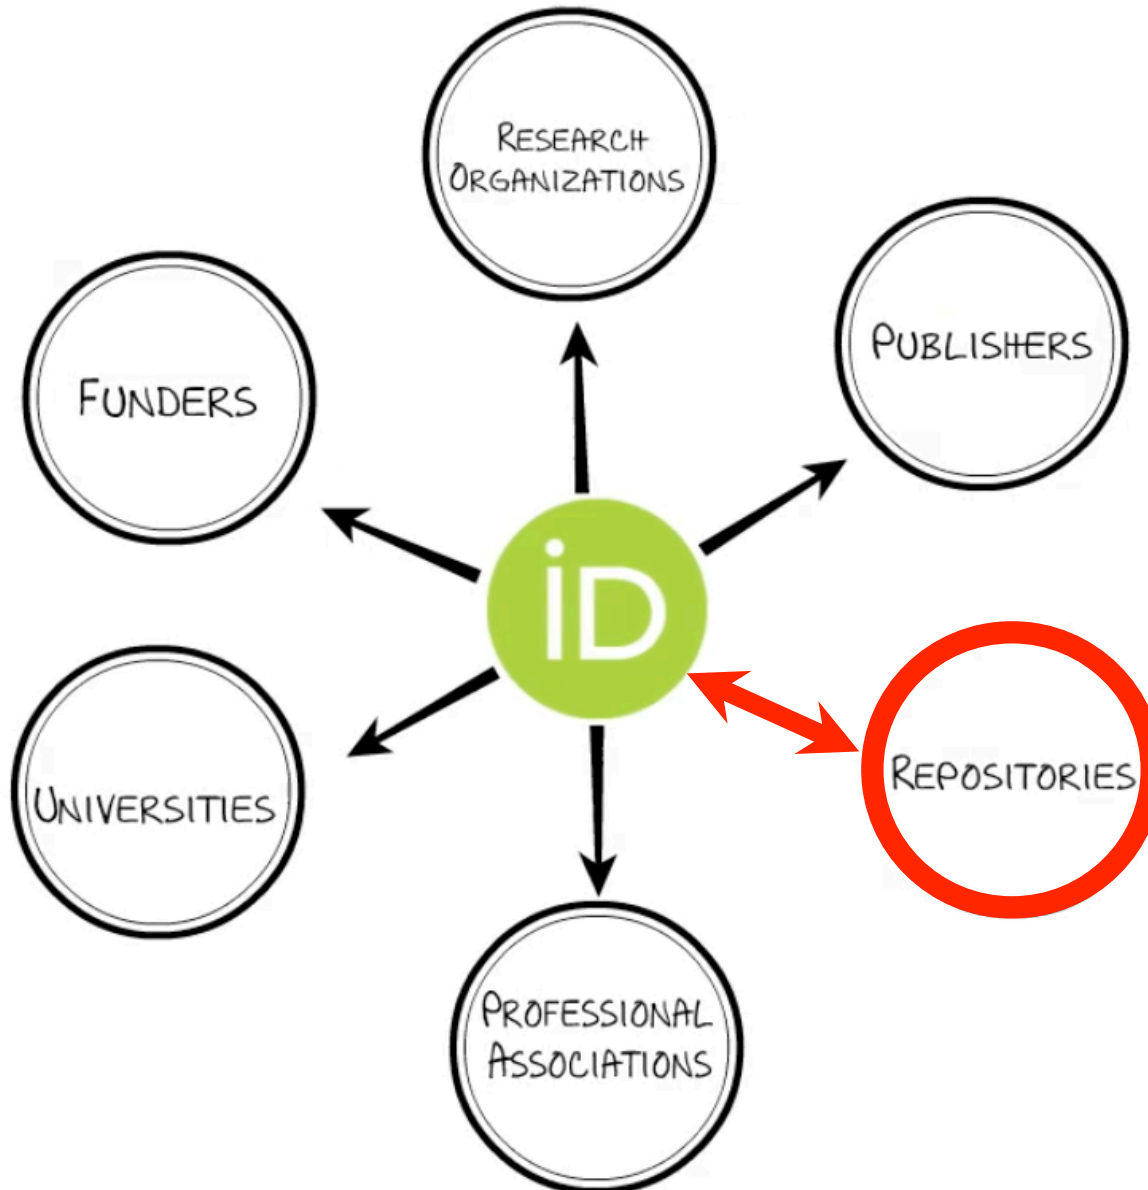 RESEARCH
ORGANIZATIONS
PUBLISHERS
FUNDERS
iD
REPOSITORIES
UNIVERSITIES
PROFESSIONAL
ASSOCIATIONS